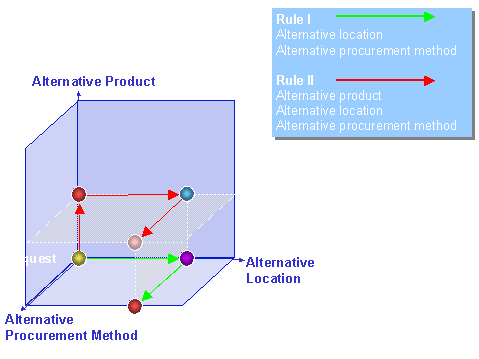 Rule I
Alternative location
Alternative procurement method
Rule II
Alternative product
Alternative location
Alternative procurement method
Alternative Product
quest
Alternative
Location
Alternative
Procurement Method